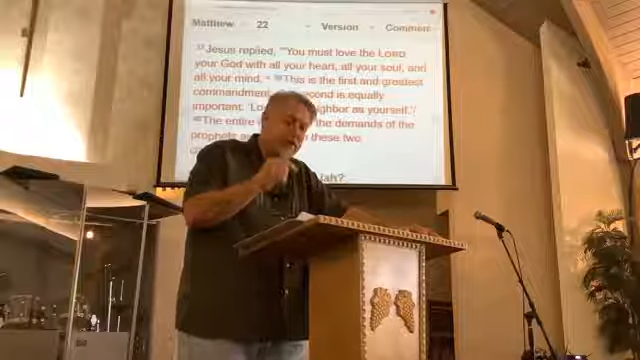 Matthew 22 Version Commen
37 Jesus replied, "'You must love the LORD
your God with all your heart, all your soul, and
all your mind. 38 This is the first and greatest
commandment. second is equally
important: 'Lo neighbor as yourself.'
40 The entire the demands of the
prophets these two
iah?